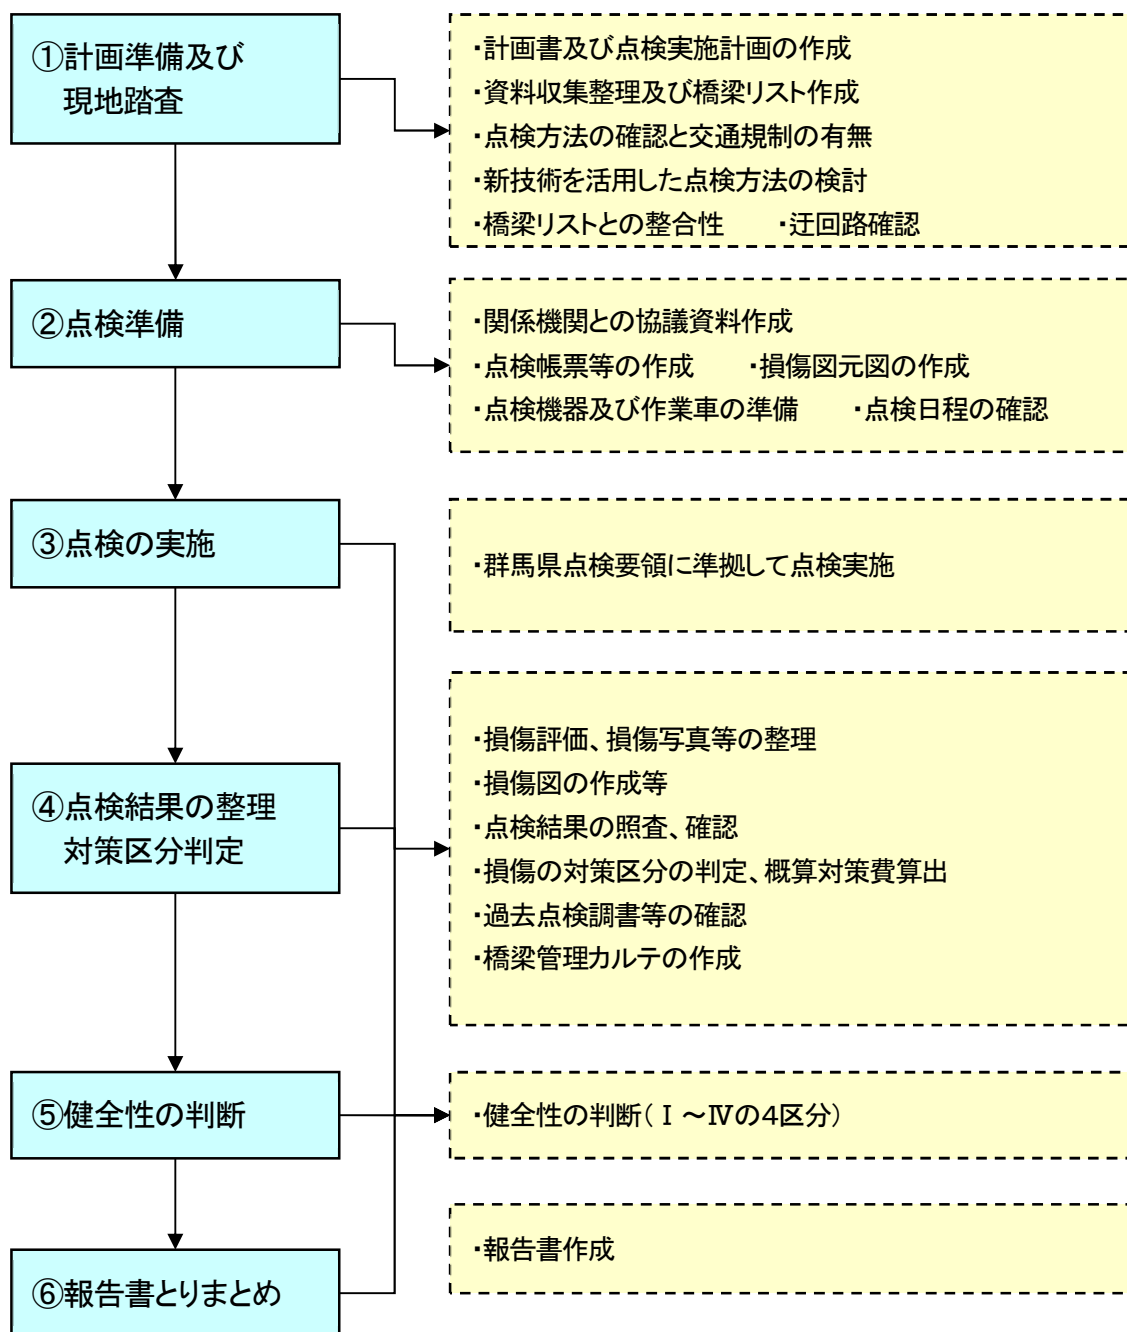 ①計画準備及び
現地踏査
・計画書及び点検実施計画の作成
・資料収集整理及び橋梁リスト作成
・点検方法の確認と交通規制の有無
・新技術を活用した点検方法の検討
・橋梁リストとの整合性　　・迂回路確認
②点検準備
・関係機関との協議資料作成
・点検帳票等の作成　　・損傷図元図の作成
・点検機器及び作業車の準備　　・点検日程の確認
③点検の実施
・群馬県点検要領に準拠して点検実施
④点検結果の整理
対策区分判定
・損傷評価、損傷写真等の整理
・損傷図の作成等
・点検結果の照査、確認
・損傷の対策区分の判定、概算対策費算出
・過去点検調書等の確認
・橋梁管理カルテの作成
⑤健全性の判断
・健全性の判断(Ⅰ～Ⅳの4区分)
⑥報告書とりまとめ
・報告書作成